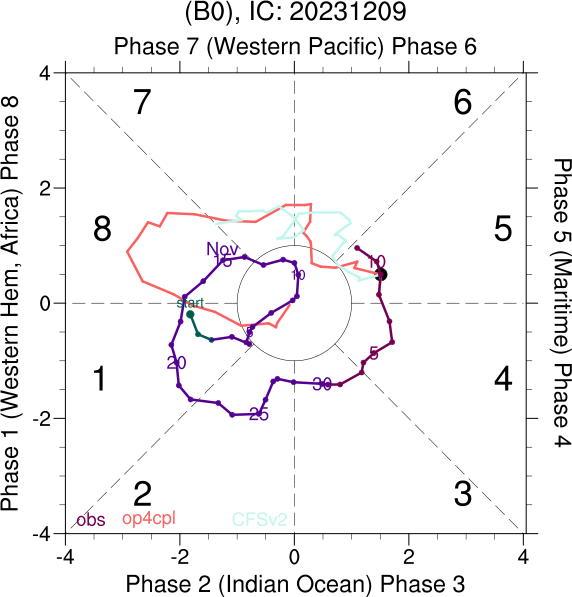 (B0), IC: 20231209
Phase 7 (Western Pacific) Phase 6
Phase 1 (Western Hem, Africa) Phase 8
Phase 5 (Maritime) Phase 4
4
2
0
-2
-4
7
6
8
5
1
4
2
3
Nov
15
10
10
start
5
5
20
25
30
obs
op4cpl
CFSv2
-4
-2
0
2
4
Phase 2 (Indian Ocean) Phase 3